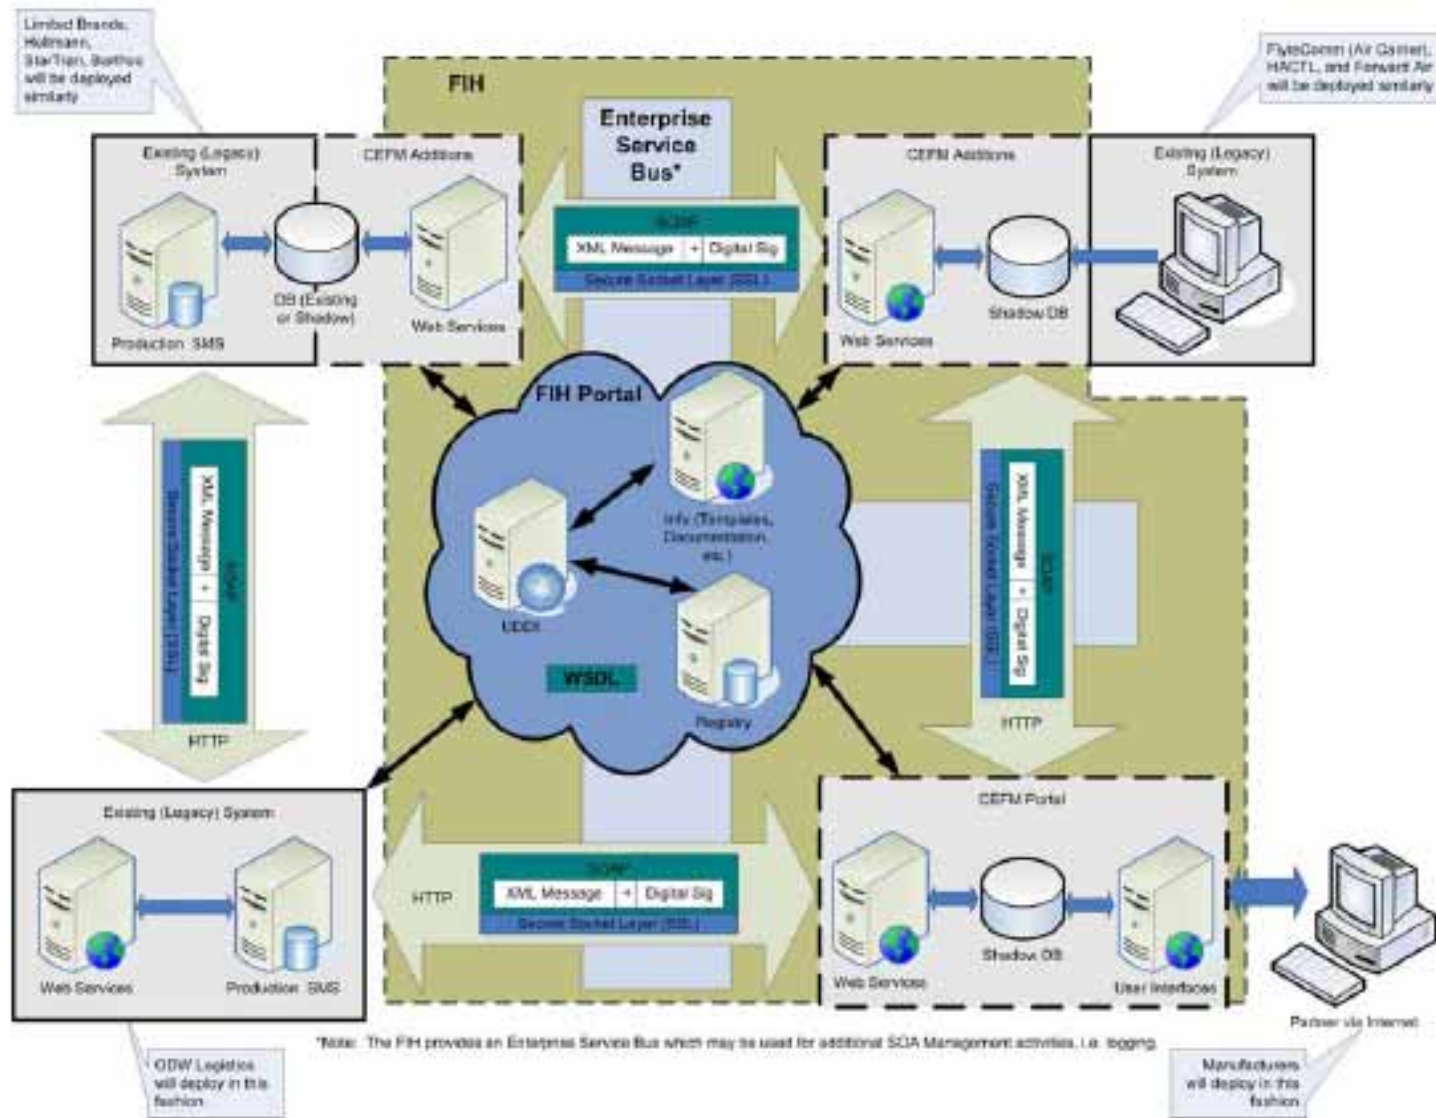 Limited Brands,
will be deployed
similarly
FlyteComm (Air Carrier),
HACTL, and Forward Air
will be deployed similarly
FIH
Enterprise
Service
Bus*
Existing (Legacy)
System
CEFM Additions
CEFM Additions
Existing (Legacy)
System
SOAP
XML Message + Digital Sig
Secure Socket Layer (SSL)
DB (Existing
or Shadow)
Web Services
Production SMS
Web Services
Shadow DB
FIH Portal
Info (Templates,
Documentation,
etc.)
UDDI
WSDL
Registry
SOAP
XML Message + Digital Sig
Secure Socket Layer (SSL)
HTTP
SOAP
XML Message + Digital Sig
Secure Socket Layer (SSL)
HTTP
Existing (Legacy) System
Web Services
Production SMS
HTTP
SOAP
XML Message + Digital Sig
Secure Socket Layer (SSL)
CEFM Portal
Web Services
Shadow DB
User Interfaces
Partner via Internet
*Note: The FIH provides an Enterprise Service Bus which may be used for additional SOA Management activities, i.e. logging.
ODW Logistics
will deploy in this
fashion
Manufacturers
will deploy in this
fashion